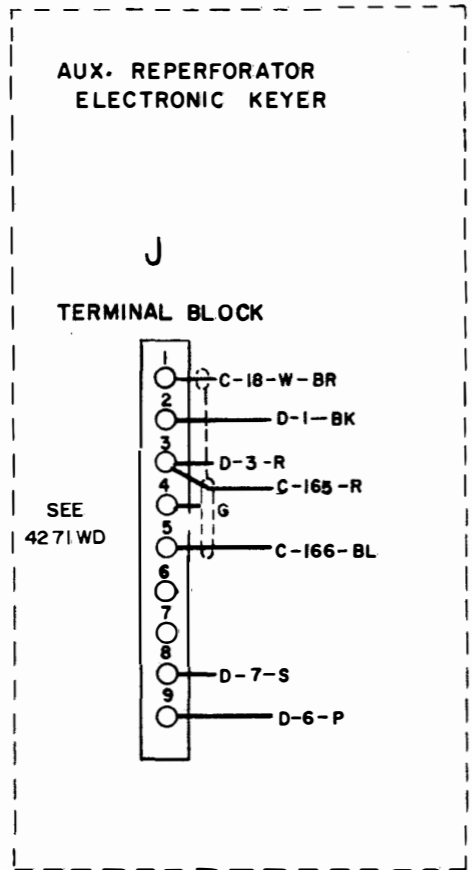 AUX. REPERFORATOR
ELECTRONIC KEYER
J
TERMINAL BLOCK
1
C-18-W-BR
2
D-1-BK
3
D-3-R
C-165-R
4
G
SEE
4271WD
5
C-166-BL
6
7
8
D-7-S
9
D-6-P